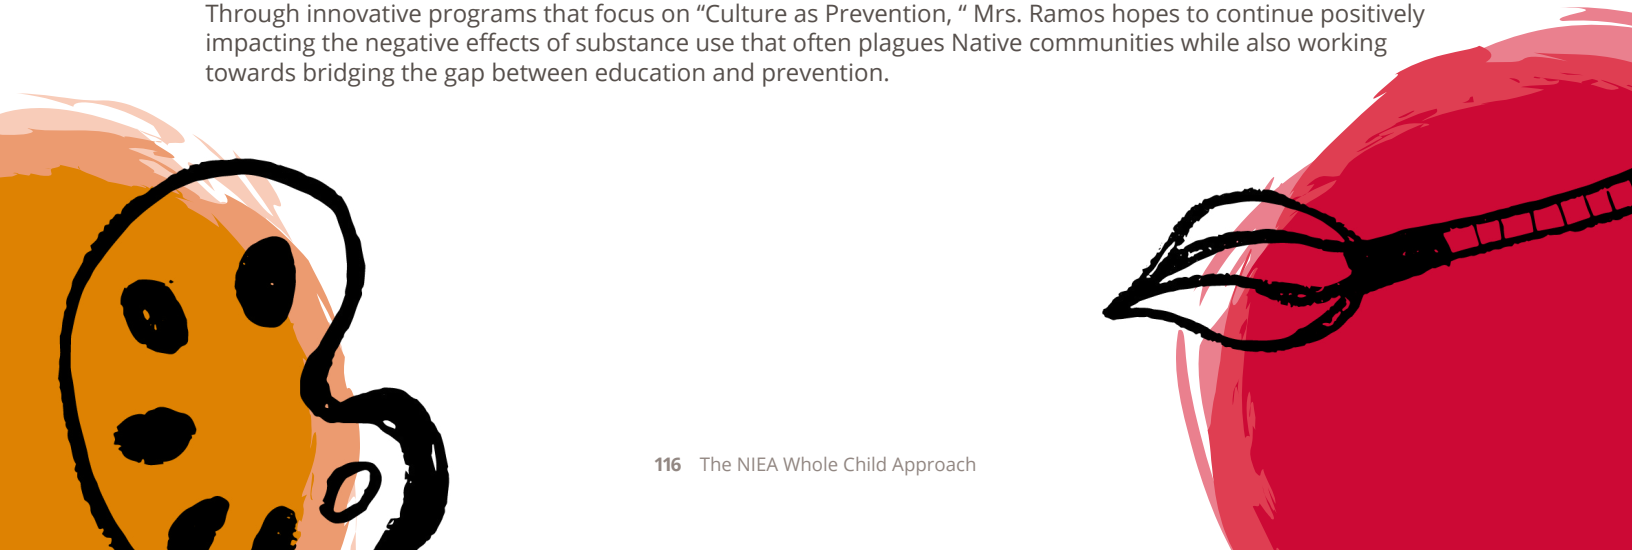 Through innovative programs that focus on “Culture as Prevention, “ Mrs. Ramos hopes to continue positively
impacting the negative effects of substance use that often plagues Native communities while also working
towards bridging the gap between education and prevention.
116 The NIEA Whole Child Approach